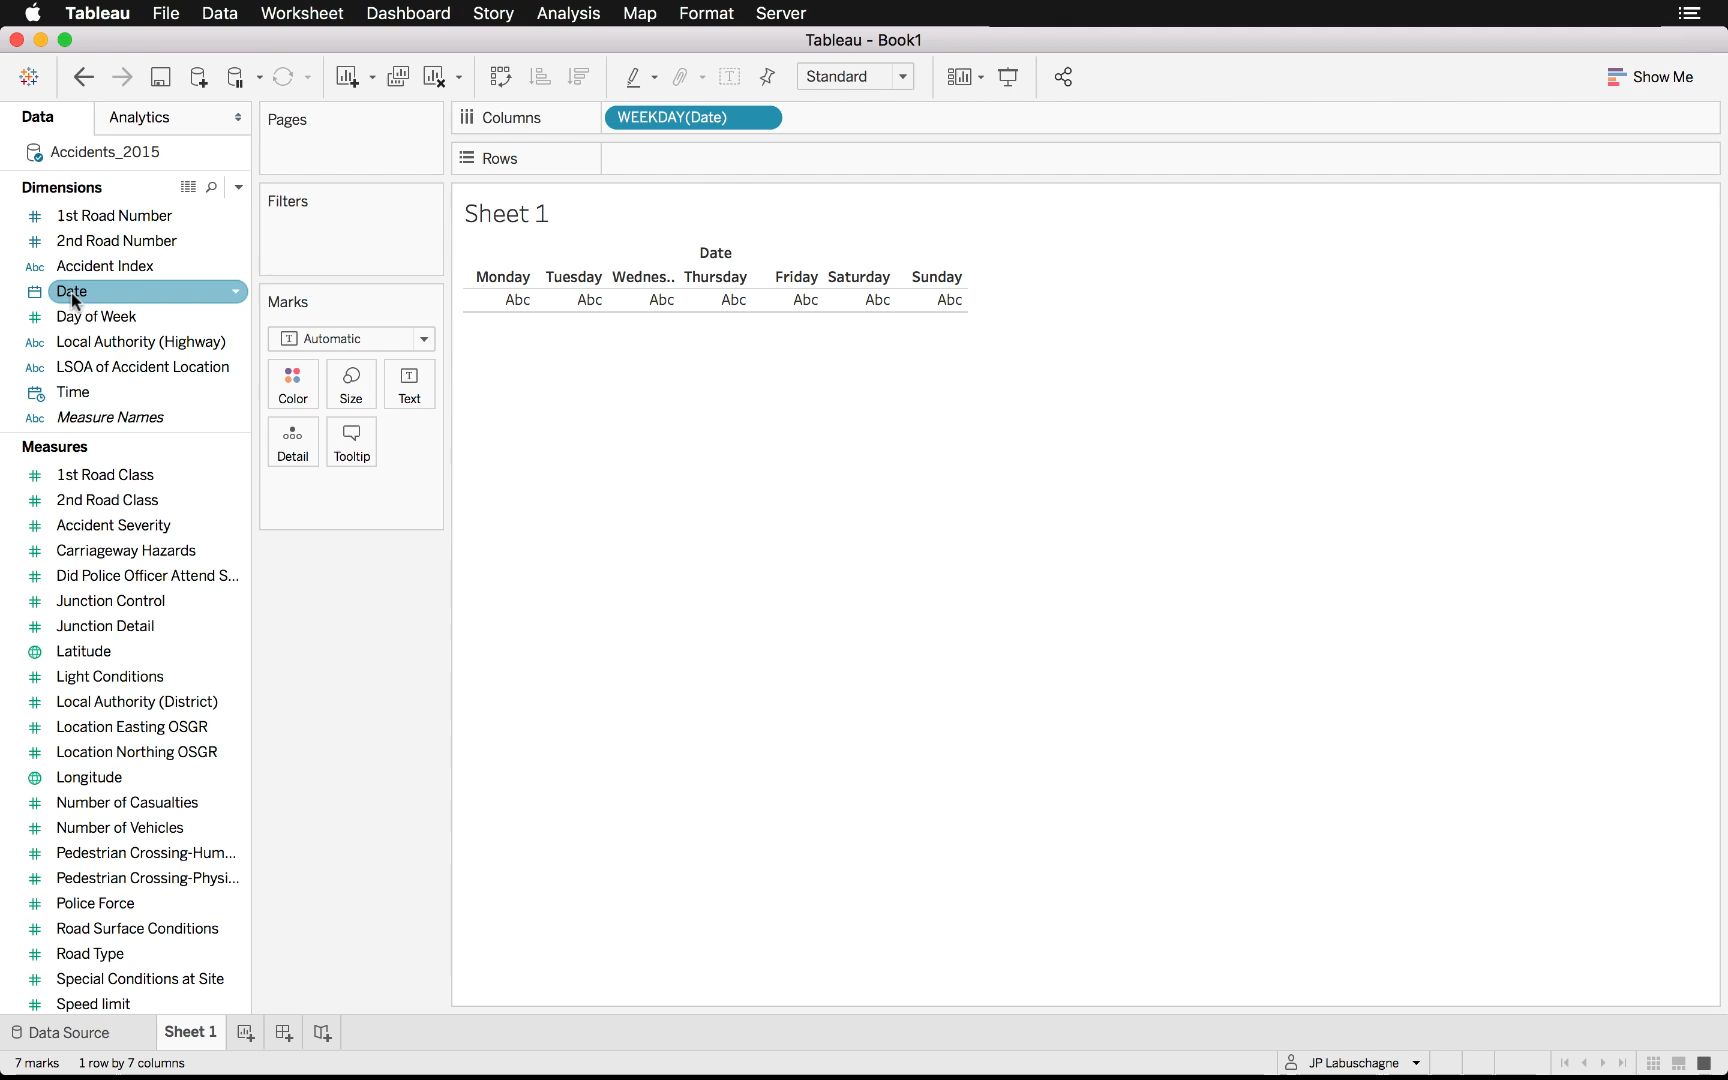 Tableau File Data Worksheet Dashboard Story Analysis Map Format Server
Tableau - Book1
Standard
Show Me
Data Analytics
Accidents_2015
Dimensions
1st Road Number
2nd Road Number
Abc Accident Index
Date
Day of Week
Abc Local Authority (Highway)
Abc LSOA of Accident Location
Time
Abc Measure Names
Measures
1st Road Class
2nd Road Class
Accident Severity
Carriageway Hazards
Did Police Officer Attend S...
Junction Control
Junction Detail
Latitude
Light Conditions
Local Authority (District)
Location Easting OSGR
Location Northing OSGR
Longitude
Number of Casualties
Number of Vehicles
Pedestrian Crossing-Hum...
Pedestrian Crossing-Physi...
Police Force
Road Surface Conditions
Road Type
Special Conditions at Site
Speed limit
Pages
Filters
Marks
T Automatic
Color Size Text
Detail Tooltip
Columns WEEKDAY(Date)
Rows
Sheet 1
Date
Monday Tuesday Wednes.. Thursday Friday Saturday Sunday
Abc Abc Abc Abc Abc Abc Abc
Data Source Sheet 1
7 marks 1 row by 7 columns JP Labuschagne